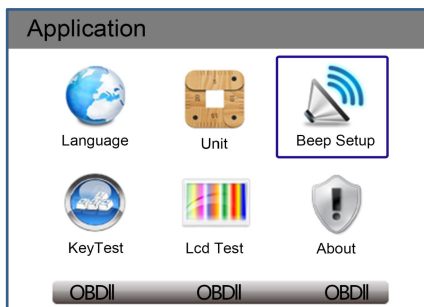 Application
Language
Unit
Beep Setup
KeyTest
Lcd Test
About
OBDII OBDII OBDII